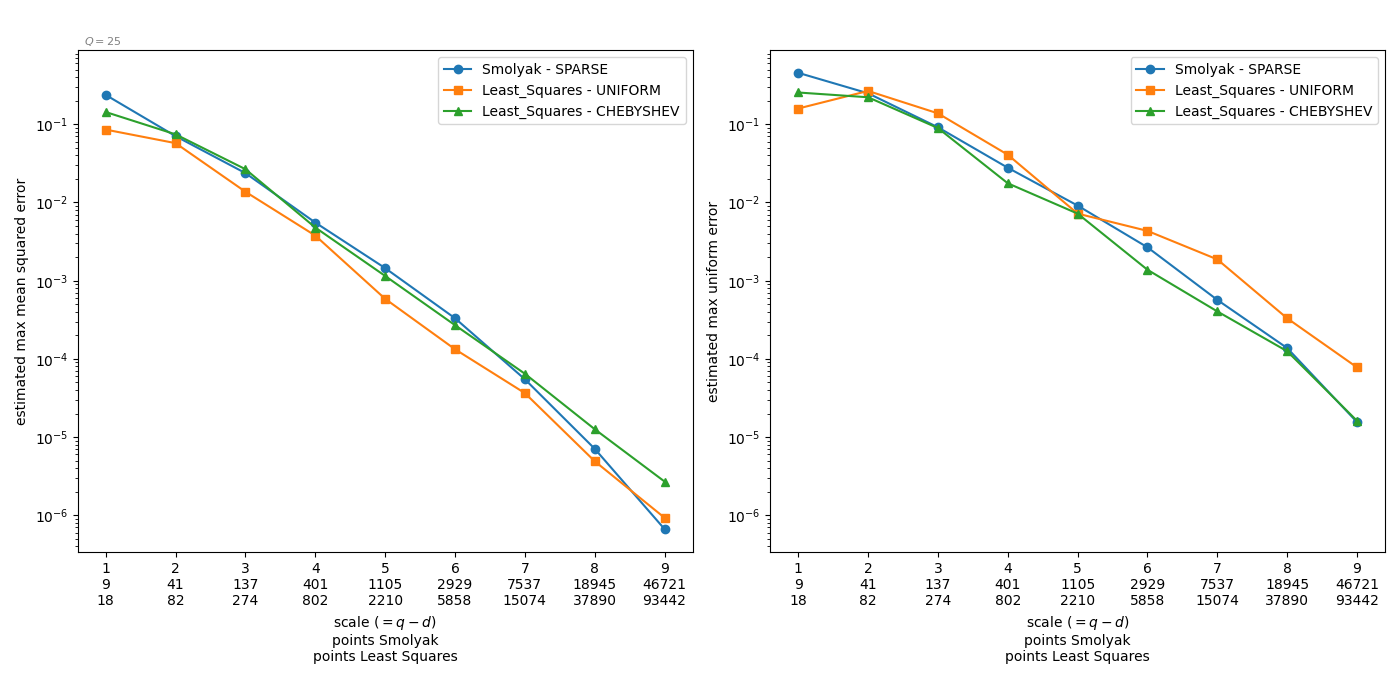 Q = 25
Smolyak - SPARSE
Least_Squares - UNIFORM
Least_Squares - CHEBYSHEV
estimated max mean squared error
10⁻¹
10⁻²
10⁻³
10⁻⁴
10⁻⁵
10⁻⁶
1 2 3 4 5 6 7 8 9
9 41 137 401 1105 2929 7537 18945 46721
18 82 274 802 2210 5858 15074 37890 93442
scale (= q − d)
points Smolyak
points Least Squares
Smolyak - SPARSE
Least_Squares - UNIFORM
Least_Squares - CHEBYSHEV
estimated max uniform error
10⁻¹
10⁻²
10⁻³
10⁻⁴
10⁻⁵
10⁻⁶
1 2 3 4 5 6 7 8 9
9 41 137 401 1105 2929 7537 18945 46721
18 82 274 802 2210 5858 15074 37890 93442
scale (= q − d)
points Smolyak
points Least Squares